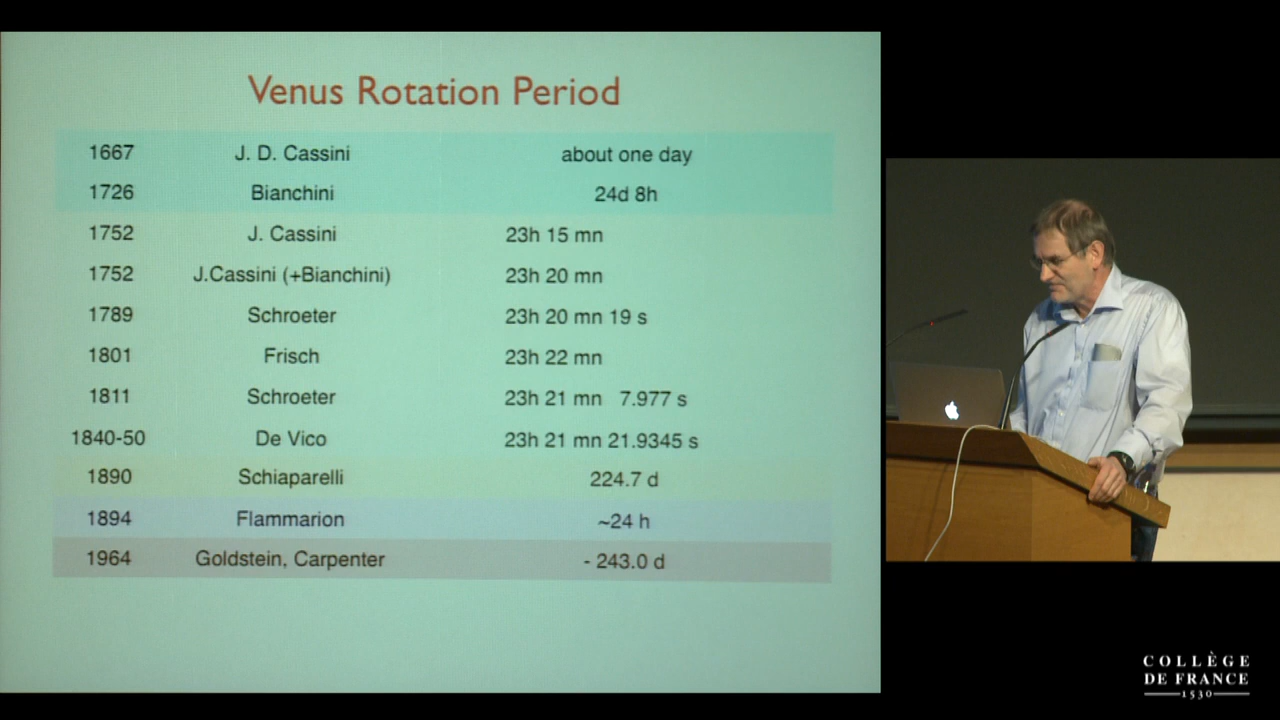 Venus Rotation Period
1667 J. D. Cassini about one day
1726 Bianchini 24d 8h
1752 J. Cassini 23h 15 mn
1752 J.Cassini (+Bianchini) 23h 20 mn
1789 Schroeter 23h 20 mn 19 s
1801 Frisch 23h 22 mn
1811 Schroeter 23h 21 mn 7.977 s
1840-50 De Vico 23h 21 mn 21.9345 s
1890 Schiaparelli 224.7 d
1894 Flammarion ~24 h
1964 Goldstein, Carpenter - 243.0 d
COLLÈGE
DE FRANCE
1530